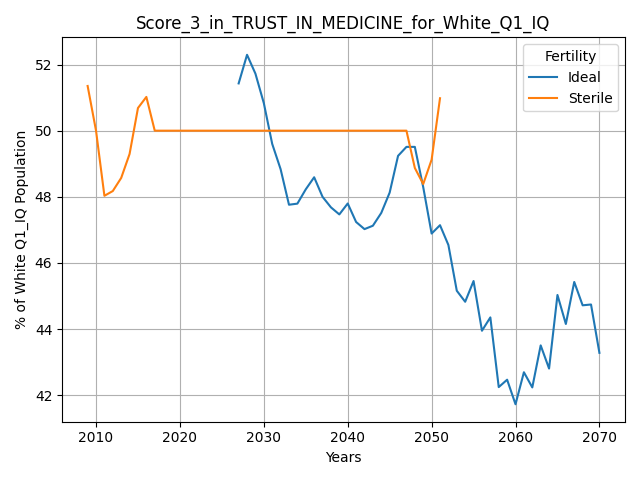 Score_3_in_TRUST_IN_MEDICINE_for_White_Q1_IQ
Fertility
Ideal
Sterile
% of White Q1_IQ Population
52
50
48
46
44
42
2010 2020 2030 2040 2050 2060 2070
Years